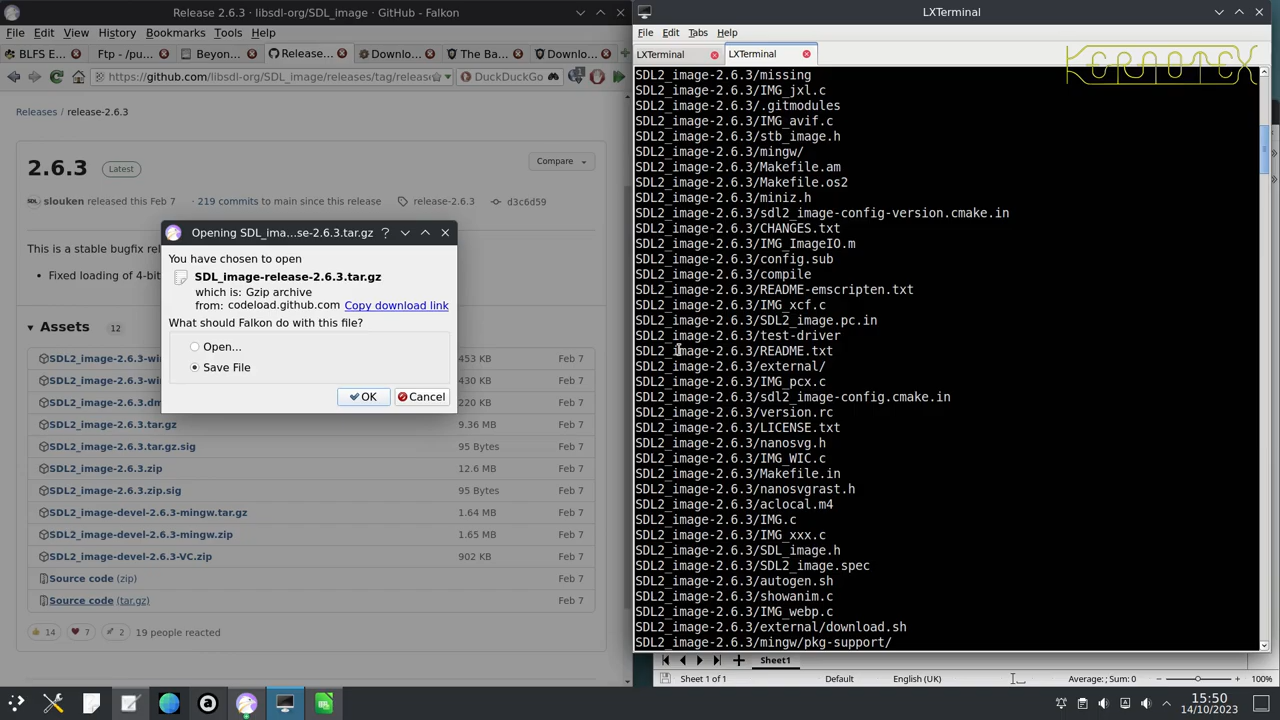 Release 2.6.3 · libsdl-org/SDL_image · GitHub - Falkon
File Edit View History Bookmarks Tools Help
BLFS E
Ftp - /pu
Beyon
Release
Downlo
The Ba
Downlo
https://github.com/libsdl-org/SDL_image/releases/tag/releas
DuckDuckGo
Releases / release-2.6.3
2.6.3
Latest
Compare
slouken released this Feb 7
· 219 commits to main since this release
release-2.6.3
d3c6d59
This is a stable bugfix rel
Fixed loading of 4-bit
Assets 12
SDL2_image-2.6.3-wi
453 KB Feb 7
SDL2_image-2.6.3-wi
430 KB Feb 7
SDL2_image-2.6.3.dm
220 KB Feb 7
SDL2_image-2.6.3.tar.gz 9.36 MB Feb 7
SDL2_image-2.6.3.tar.gz.sig 95 Bytes Feb 7
SDL2_image-2.6.3.zip 12.6 MB Feb 7
SDL2_image-2.6.3.zip.sig 95 Bytes Feb 7
SDL2_image-devel-2.6.3-mingw.tar.gz 1.64 MB Feb 7
SDL2_image-devel-2.6.3-mingw.zip 1.65 MB Feb 7
SDL2_image-devel-2.6.3-VC.zip 902 KB Feb 7
Source code (zip) Feb 7
Source code (tar.gz) Feb 7
14 7 2 19 people reacted
Opening SDL_ima...se-2.6.3.tar.gz
You have chosen to open
SDL_image-release-2.6.3.tar.gz
which is: Gzip archive
from: codeload.github.com Copy download link
What should Falkon do with this file?
Open...
Save File
OK Cancel
LXTerminal
File Edit Tabs Help
LXTerminal
LXTerminal
KERNOTEX
SDL2_image-2.6.3/missing
SDL2_image-2.6.3/IMG_jxl.c
SDL2_image-2.6.3/.gitmodules
SDL2_image-2.6.3/IMG_avif.c
SDL2_image-2.6.3/stb_image.h
SDL2_image-2.6.3/mingw/
SDL2_image-2.6.3/Makefile.am
SDL2_image-2.6.3/Makefile.os2
SDL2_image-2.6.3/miniz.h
SDL2_image-2.6.3/sdl2_image-config-version.cmake.in
SDL2_image-2.6.3/CHANGES.txt
SDL2_image-2.6.3/IMG_ImageIO.m
SDL2_image-2.6.3/config.sub
SDL2_image-2.6.3/compile
SDL2_image-2.6.3/README-emscripten.txt
SDL2_image-2.6.3/IMG_xcf.c
SDL2_image-2.6.3/SDL2_image.pc.in
SDL2_image-2.6.3/test-driver
SDL2_image-2.6.3/README.txt
SDL2_image-2.6.3/external/
SDL2_image-2.6.3/IMG_pcx.c
SDL2_image-2.6.3/sdl2_image-config.cmake.in
SDL2_image-2.6.3/version.rc
SDL2_image-2.6.3/LICENSE.txt
SDL2_image-2.6.3/nanosvg.h
SDL2_image-2.6.3/IMG_WIC.c
SDL2_image-2.6.3/Makefile.in
SDL2_image-2.6.3/nanosvgrast.h
SDL2_image-2.6.3/aclocal.m4
SDL2_image-2.6.3/IMG.c
SDL2_image-2.6.3/IMG_xxx.c
SDL2_image-2.6.3/SDL_image.h
SDL2_image-2.6.3/SDL2_image.spec
SDL2_image-2.6.3/autogen.sh
SDL2_image-2.6.3/showanim.c
SDL2_image-2.6.3/IMG_webp.c
SDL2_image-2.6.3/external/download.sh
SDL2_image-2.6.3/mingw/pkg-support/
Sheet1
Sheet 1 of 1 Default English (UK) Average: ; Sum: 0 100%
15:50
14/10/2023